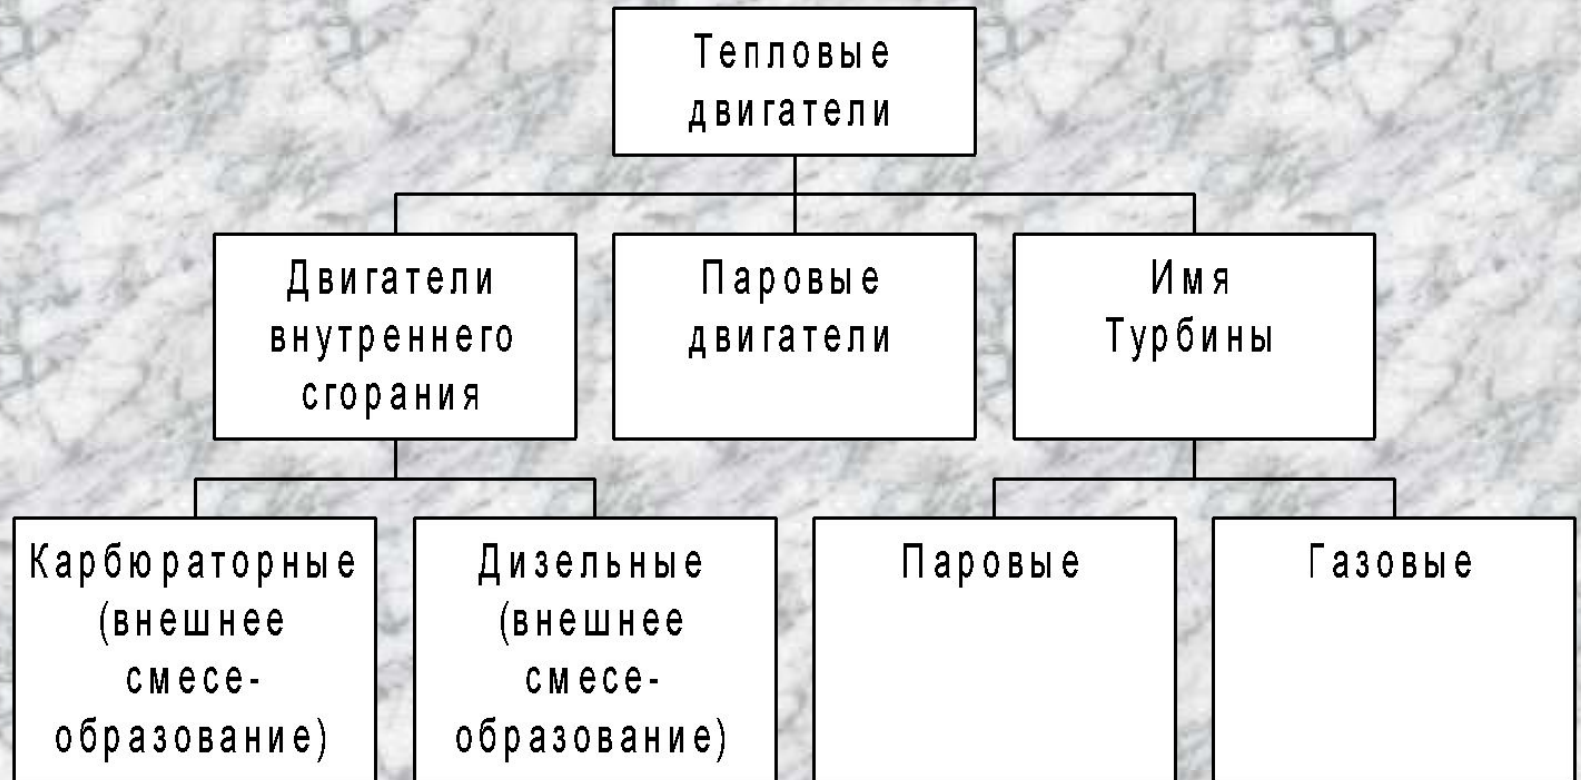 Тепловые
двигатели
Двигатели
внутреннего
сгорания
Паровые
двигатели
Имя
Турбины
Карбюраторные
(внешнее
смесе-
образование)
Дизельные
(внешнее
смесе-
образование)
Паровые
Газовые